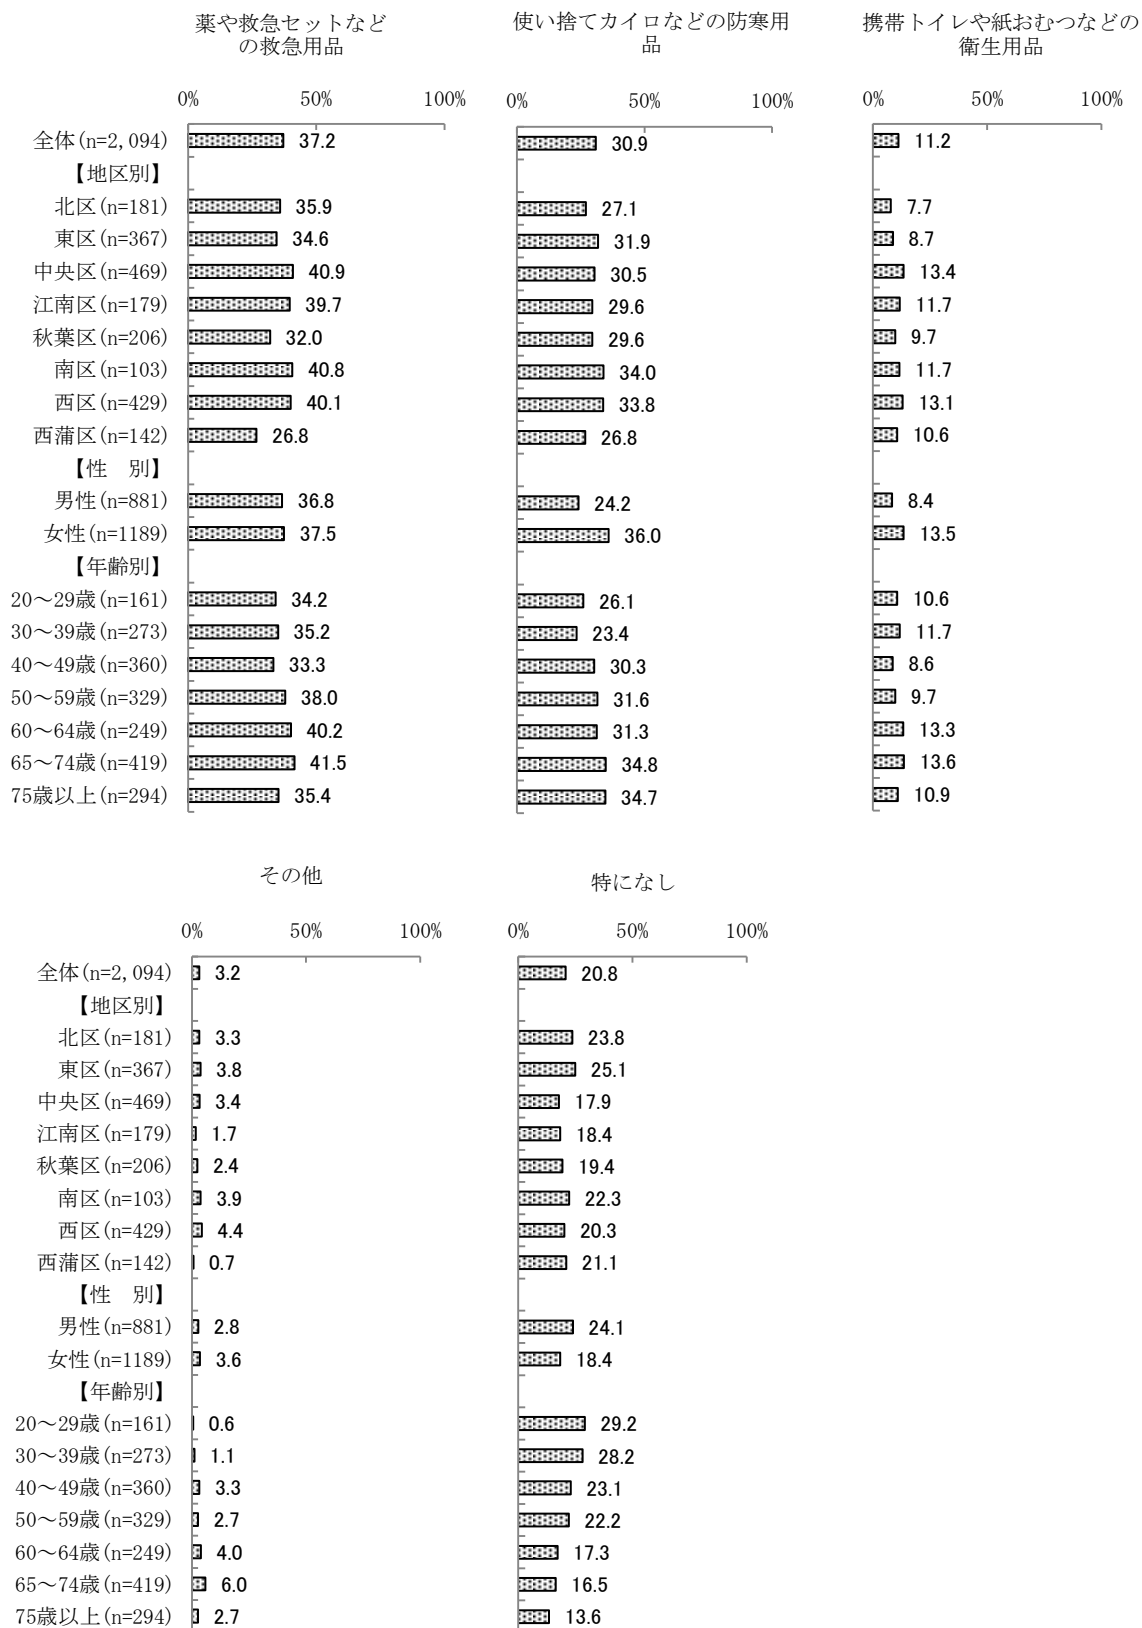 薬や救急セットなど
の救急用品
0% 50% 100%
全体(n=2,094) 37.2
【地区別】
北区(n=181) 35.9
東区(n=367) 34.6
中央区(n=469) 40.9
江南区(n=179) 39.7
秋葉区(n=206) 32.0
南区(n=103) 40.8
西区(n=429) 40.1
西蒲区(n=142) 26.8
【性　別】
男性(n=881) 36.8
女性(n=1189) 37.5
【年齢別】
20～29歳(n=161) 34.2
30～39歳(n=273) 35.2
40～49歳(n=360) 33.3
50～59歳(n=329) 38.0
60～64歳(n=249) 40.2
65～74歳(n=419) 41.5
75歳以上(n=294) 35.4
使い捨てカイロなどの防寒用
品
0% 50% 100%
30.9
27.1
31.9
30.5
29.6
29.6
34.0
33.8
26.8
24.2
36.0
26.1
23.4
30.3
31.6
31.3
34.8
34.7
携帯トイレや紙おむつなどの
衛生用品
0% 50% 100%
11.2
7.7
8.7
13.4
11.7
9.7
11.7
13.1
10.6
8.4
13.5
10.6
11.7
8.6
9.7
13.3
13.6
10.9
その他
0% 50% 100%
全体(n=2,094) 3.2
【地区別】
北区(n=181) 3.3
東区(n=367) 3.8
中央区(n=469) 3.4
江南区(n=179) 1.7
秋葉区(n=206) 2.4
南区(n=103) 3.9
西区(n=429) 4.4
西蒲区(n=142) 0.7
【性　別】
男性(n=881) 2.8
女性(n=1189) 3.6
【年齢別】
20～29歳(n=161) 0.6
30～39歳(n=273) 1.1
40～49歳(n=360) 3.3
50～59歳(n=329) 2.7
60～64歳(n=249) 4.0
65～74歳(n=419) 6.0
75歳以上(n=294) 2.7
特になし
0% 50% 100%
20.8
23.8
25.1
17.9
18.4
19.4
22.3
20.3
21.1
24.1
18.4
29.2
28.2
23.1
22.2
17.3
16.5
13.6